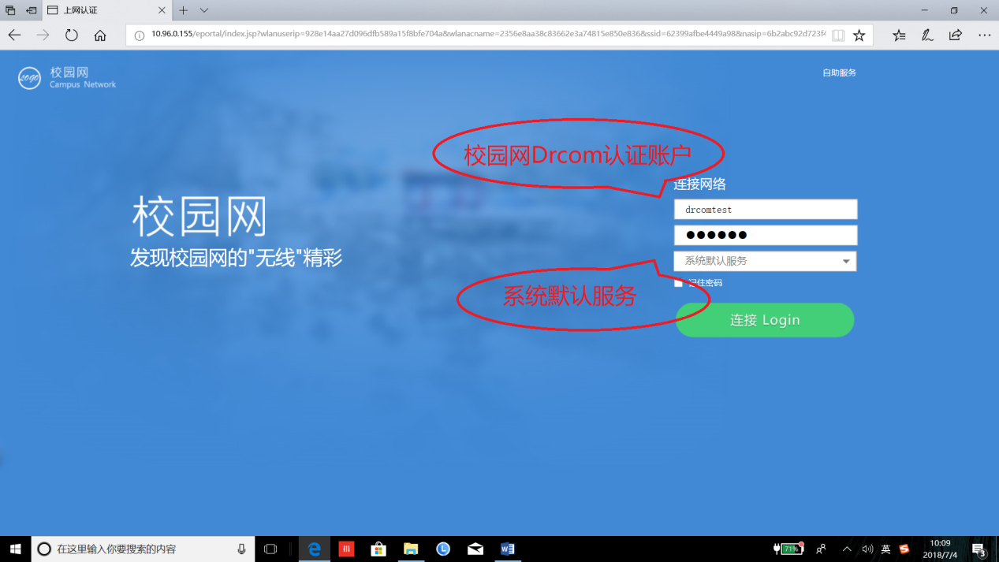 上网认证
10.96.0.155/eportal/index.jsp?wlanuserip=928e14aa27d096dfb589a15f8bfe704a&wlanacname=2356e8aa38c83662e3a74815e850e836&ssid=62399afbe4449a98&nasip=6b2abc92d723f4
LOGO
校园网
Campus Network
自助服务
校园网Drcom认证账户
连接网络
drcomtest
校园网
发现校园网的"无线"精彩
系统默认服务
系统默认服务
记住密码
连接 Login
在这里输入你要搜索的内容
71%
英
10:09
2018/7/4
3